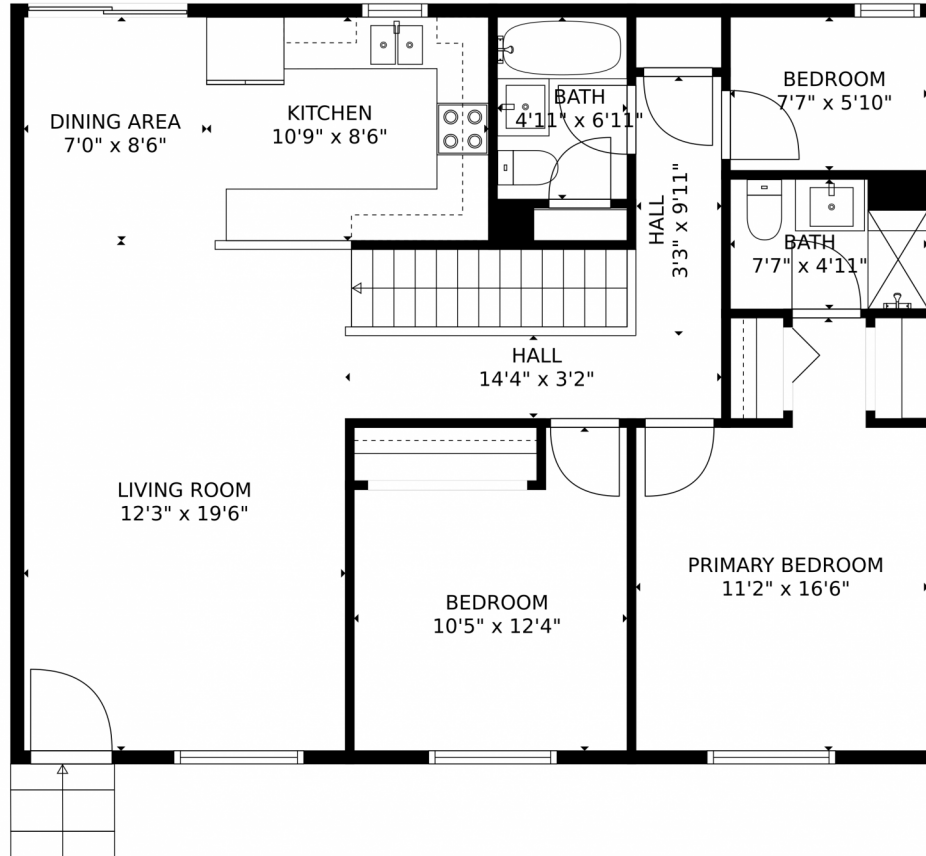 DINING AREA
7'0" x 8'6"
KITCHEN
10'9" x 8'6"
BATH
4'11" x 6'11"
BEDROOM
7'7" x 5'10"
HALL
3'3" x 9'11"
BATH
7'7" x 4'11"
HALL
14'4" x 3'2"
LIVING ROOM
12'3" x 19'6"
BEDROOM
10'5" x 12'4"
PRIMARY BEDROOM
11'2" x 16'6"